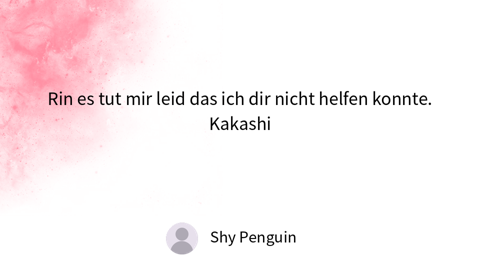 Rin es tut mir leid das ich dir nicht helfen konnte.
Kakashi
Shy Penguin